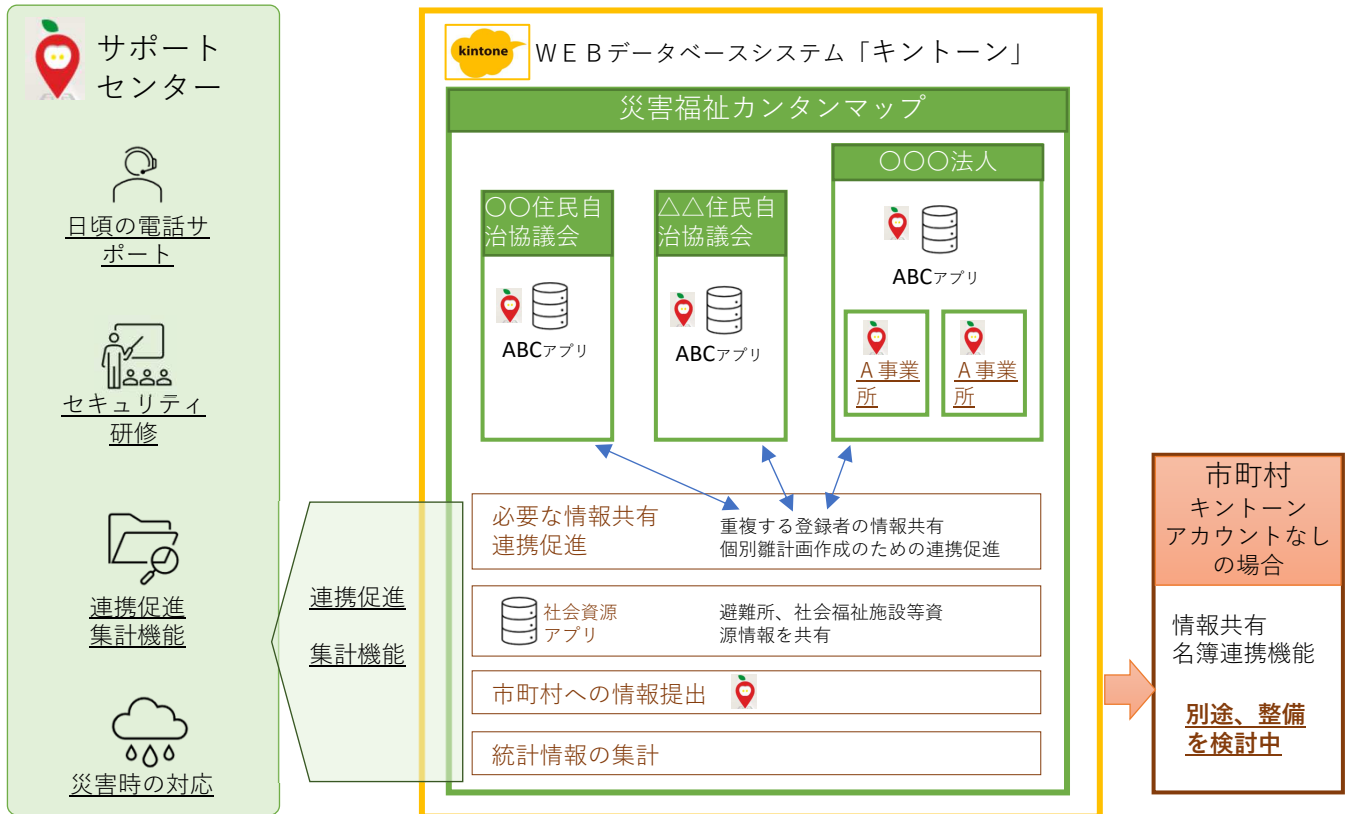 サポート
センター
日頃の電話サ
ポート
セキュリティ
研修
連携促進
集計機能
災害時の対応
連携促進
集計機能
kintone
ＷＥＢデータベースシステム「キントーン」
災害福祉カンタンマップ
〇〇住民自
治協議会
ABCアプリ
△△住民自
治協議会
ABCアプリ
〇〇〇法人
ABCアプリ
Ａ事業
所
Ａ事業
所
必要な情報共有
連携促進
重複する登録者の情報共有
個別難計画作成のための連携促進
社会資源
アプリ
避難所、社会福祉施設等資
源情報を共有
市町村への情報提出
統計情報の集計
市町村
キントーン
アカウントなし
の場合
情報共有
名簿連携機能
別途、整備
を検討中